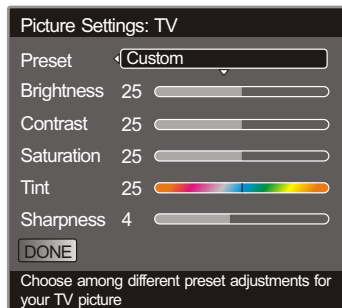 Picture Settings: TV
Preset Custom
Brightness 25
Contrast 25
Saturation 25
Tint 25
Sharpness 4
DONE
Choose among different preset adjustments for
your TV picture